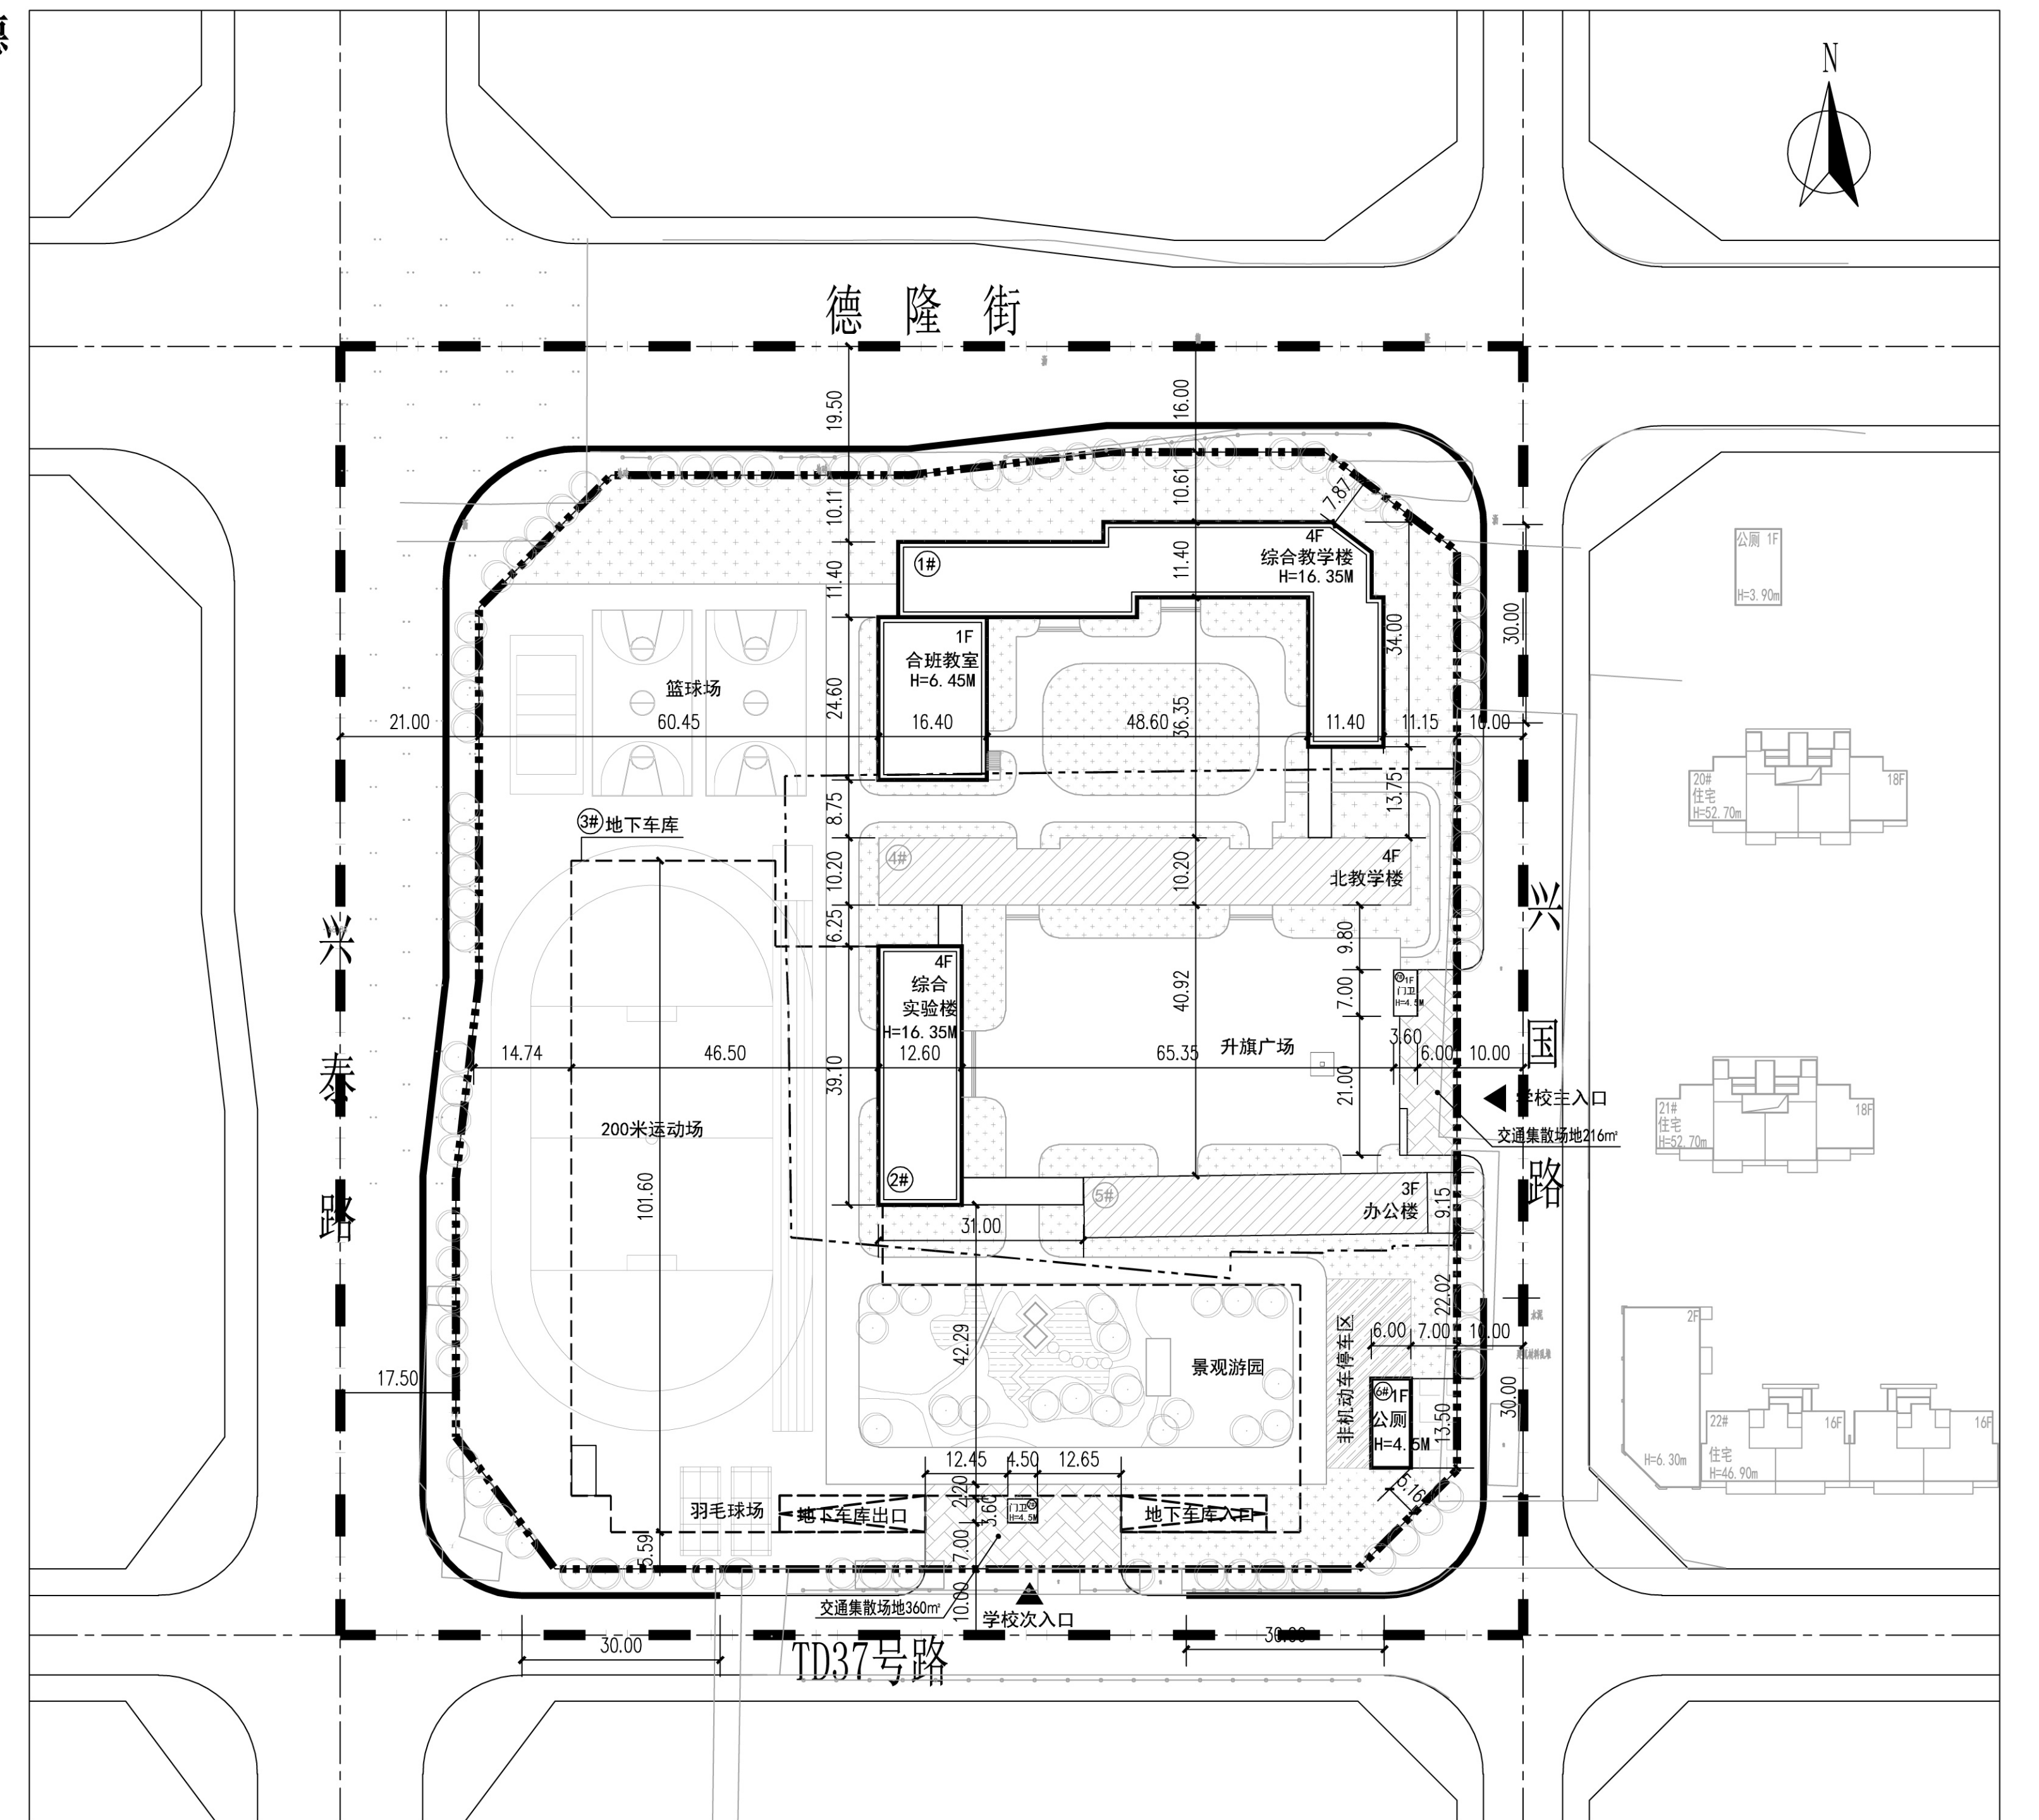 德
N
德 隆 街
19.50
16.00
10.11
10.61
7.87
11.40
11.40
1#
4F
综合教学楼
H=16.35M
公厕 1F
H=3.90m
30.00
34.00
1F
合班教室
H=6.45M
篮球场
24.60
36.35
21.00
60.45
16.40
48.60
11.40
11.15
10.00
20#
住宅
H=52.70m
18F
13.75
8.75
3#
地下车库
4#
10.20
10.20
4F
北教学楼
6.25
9.80
兴泰路
兴国路
4F
综合
实验楼
H=16.35M
40.92
7.00
1F
门卫
H=4.5M
14.74
46.50
12.60
65.35
升旗广场
3.60
6.00
10.00
39.10
21.00
学校主入口
交通集散场地216㎡
21#
住宅
H=52.70m
18F
200米运动场
101.60
2#
5#
3F
办公楼
9.15
31.00
22.02
42.29
景观游园
非机动车停车区
6.00
7.00
10.00
2F
H=6.30m
17.50
6#
1F
公厕
H=4.5M
13.50
30.00
22#
住宅
H=46.90m
16F
16F
12.45
4.50
12.65
5.16
2.20
3.60
羽毛球场
地下车库出口
门卫
H=4.5M
地下车库入口
5.59
7.00
10.00
交通集散场地360㎡
学校次入口
30.00
30.00
TD37号路